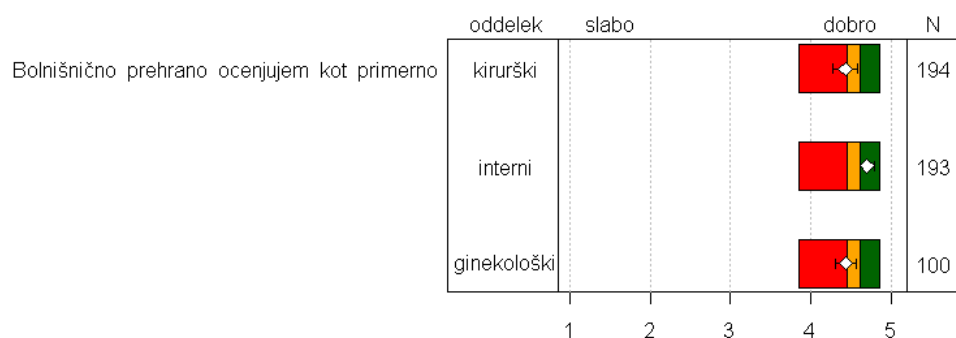 oddelek slabo dobro N
Bolnišnično prehrano ocenjujem kot primerno kirurški 194
interni 193
ginekološki 100
1 2 3 4 5